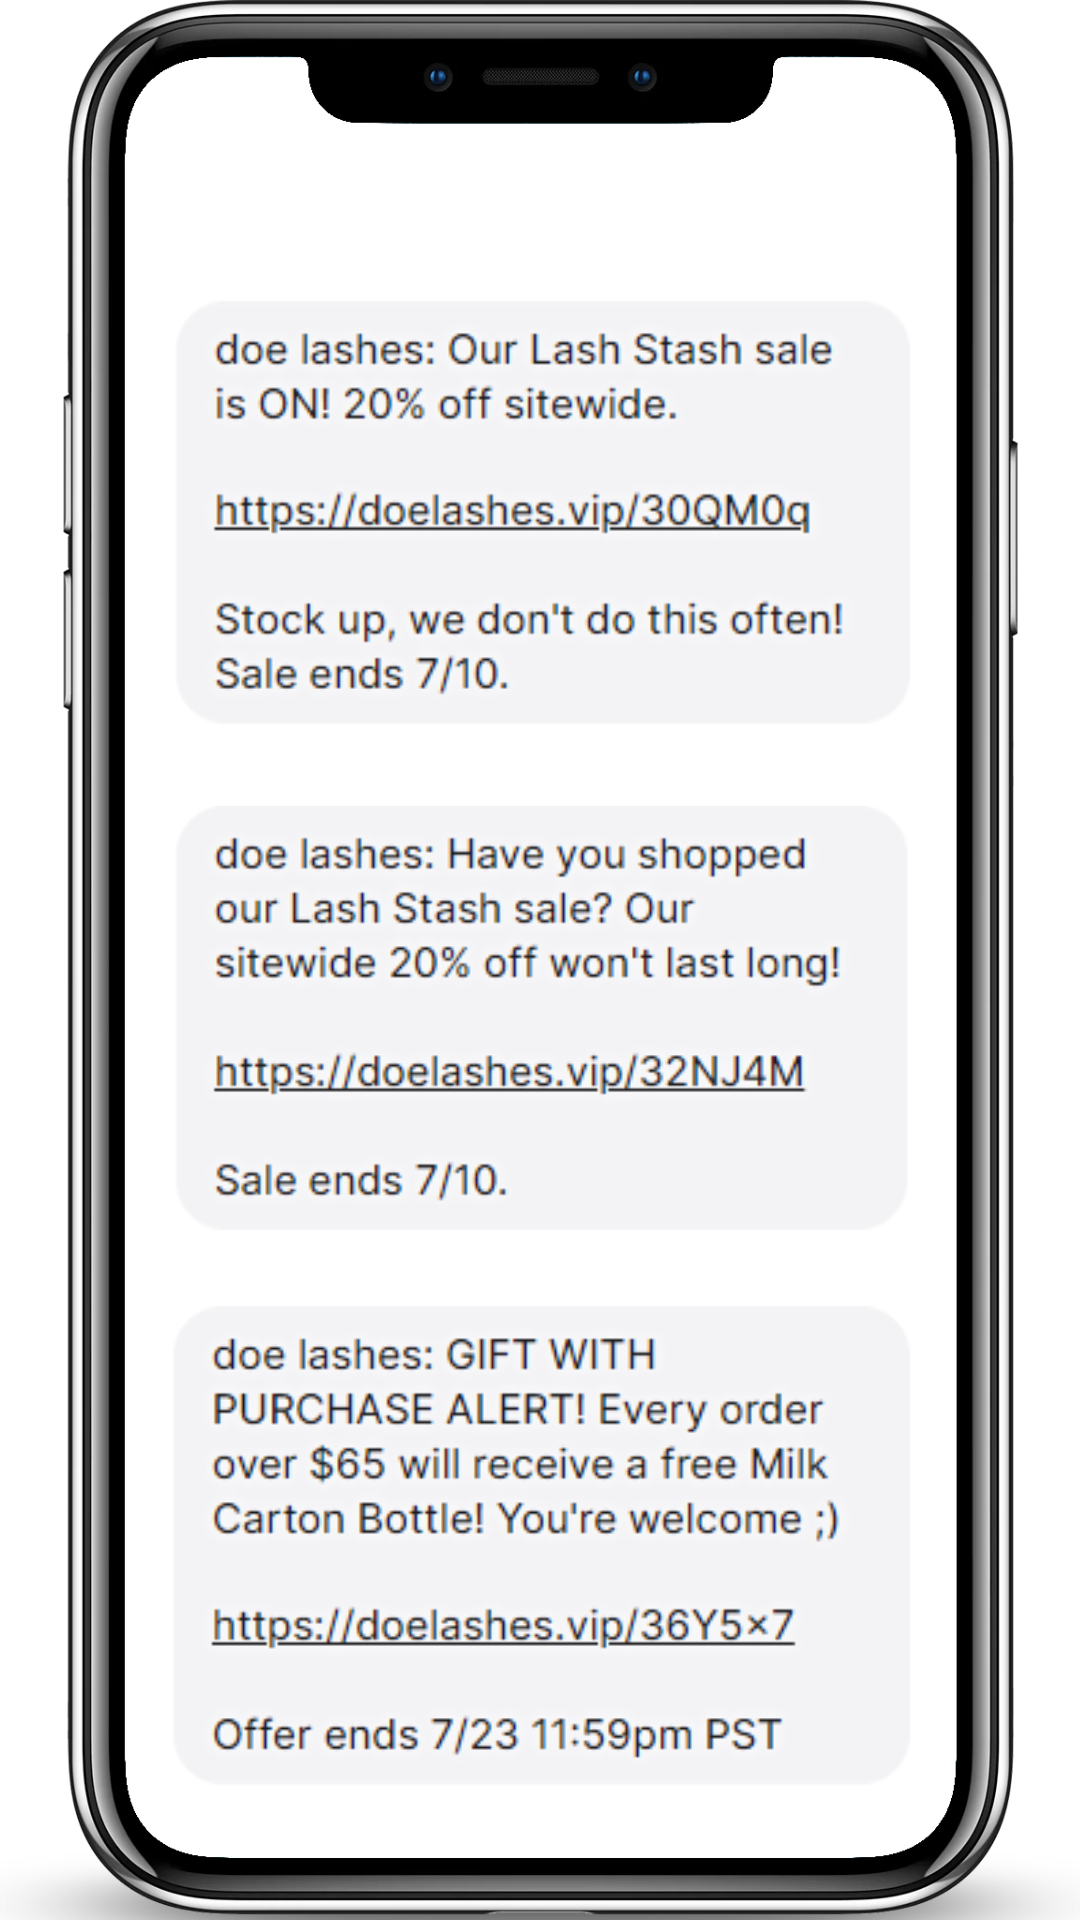 doe lashes: Our Lash Stash sale
is ON! 20% off sitewide.
https://doelashes.vip/30QM0q
Stock up, we don't do this often!
Sale ends 7/10.
doe lashes: Have you shopped
our Lash Stash sale? Our
sitewide 20% off won't last long!
https://doelashes.vip/32NJ4M
Sale ends 7/10.
doe lashes: GIFT WITH
PURCHASE ALERT! Every order
over $65 will receive a free Milk
Carton Bottle! You're welcome ;)
https://doelashes.vip/36Y5×7
Offer ends 7/23 11:59pm PST